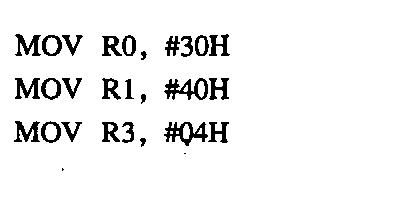 MOV R0, #30H
MOV R1, #40H
MOV R3, #04H